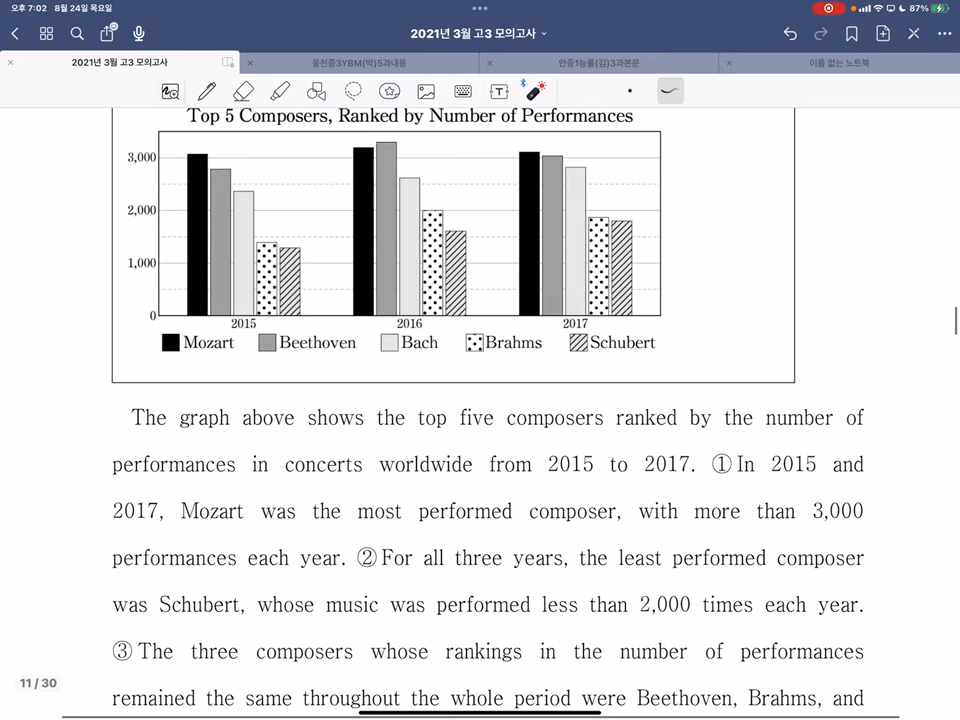 오후 7:02 8월 24일 목요일
87%
2021년 3월 고3 모의고사
2021년 3월 고3 모의고사
웅천중3YBM(박)5과내용
안중1능률(김)3과본문
이름 없는 노트북
Top 5 Composers, Ranked by Number of Performances
3,000
2,000
1,000
0
2015 2016 2017
Mozart Beethoven Bach Brahms Schubert
The graph above shows the top five composers ranked by the number of
performances in concerts worldwide from 2015 to 2017. ① In 2015 and
2017, Mozart was the most performed composer, with more than 3,000
performances each year. ② For all three years, the least performed composer
was Schubert, whose music was performed less than 2,000 times each year.
③ The three composers whose rankings in the number of performances
11 / 30
remained the same throughout the whole period were Beethoven, Brahms, and